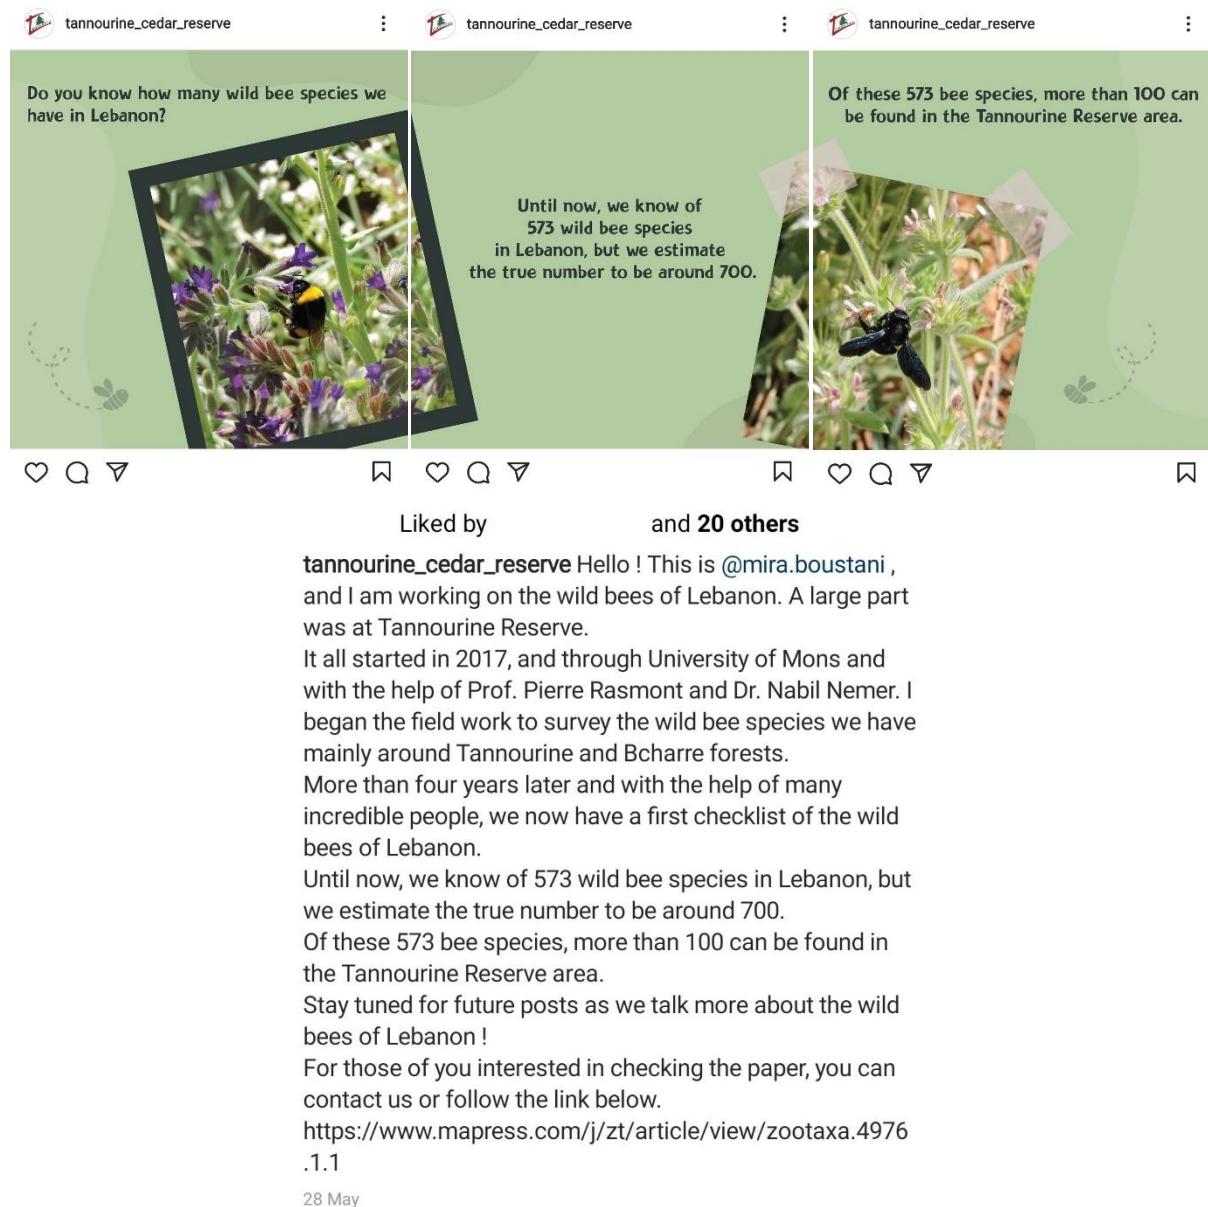 tannourine_cedar_reserve
Do you know how many wild bee species we
have in Lebanon?
tannourine_cedar_reserve
Until now, we know of
573 wild bee species
in Lebanon, but we estimate
the true number to be around 700.
tannourine_cedar_reserve
Of these 573 bee species, more than 100 can
be found in the Tannourine Reserve area.
Liked by and 20 others
tannourine_cedar_reserve Hello ! This is @mira.boustani ,
and I am working on the wild bees of Lebanon. A large part
was at Tannourine Reserve.
It all started in 2017, and through University of Mons and
with the help of Prof. Pierre Rasmont and Dr. Nabil Nemer. I
began the field work to survey the wild bee species we have
mainly around Tannourine and Bcharre forests.
More than four years later and with the help of many
incredible people, we now have a first checklist of the wild
bees of Lebanon.
Until now, we know of 573 wild bee species in Lebanon, but
we estimate the true number to be around 700.
Of these 573 bee species, more than 100 can be found in
the Tannourine Reserve area.
Stay tuned for future posts as we talk more about the wild
bees of Lebanon !
For those of you interested in checking the paper, you can
contact us or follow the link below.
https://www.mapress.com/j/zt/article/view/zootaxa.4976
.1.1
28 May